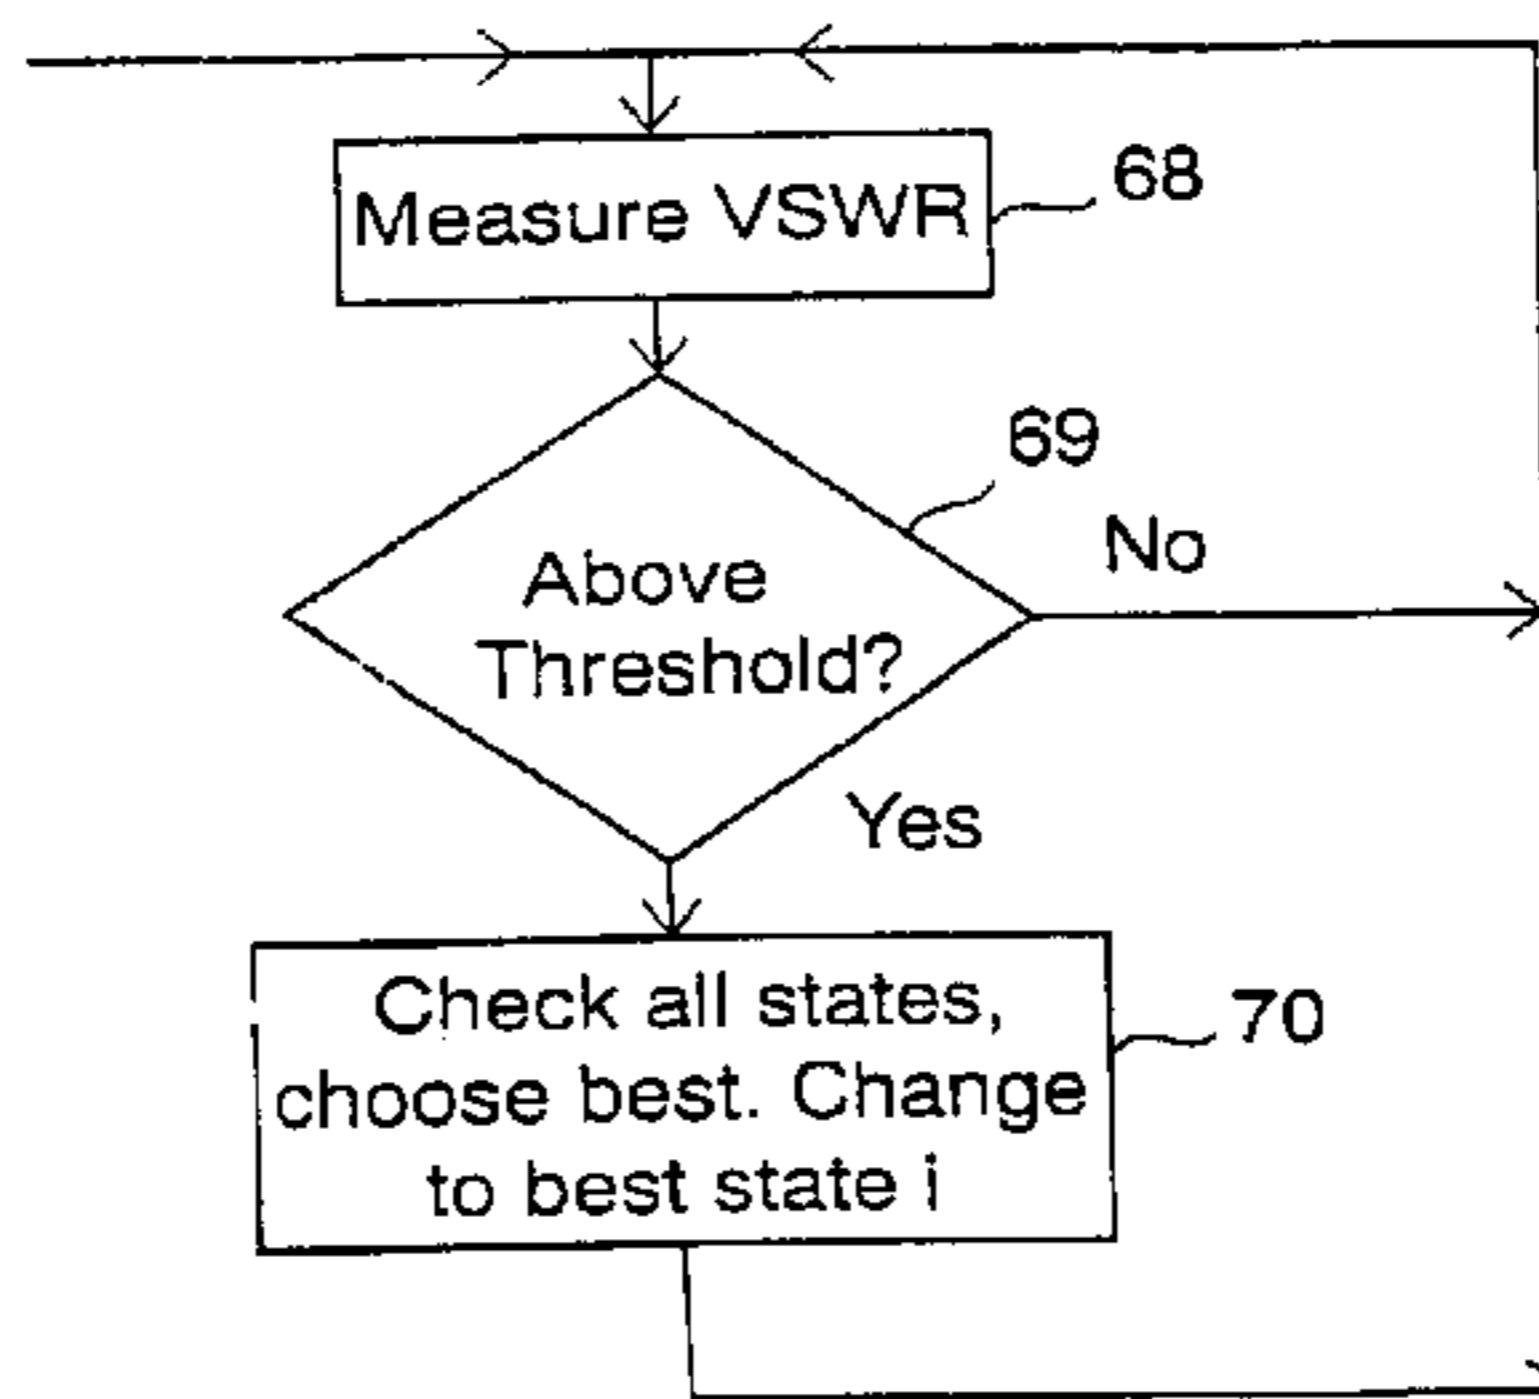 Measure VSWR
68
69
No
Above
Threshold?
Yes
Check all states,
choose best. Change
to best state i
70